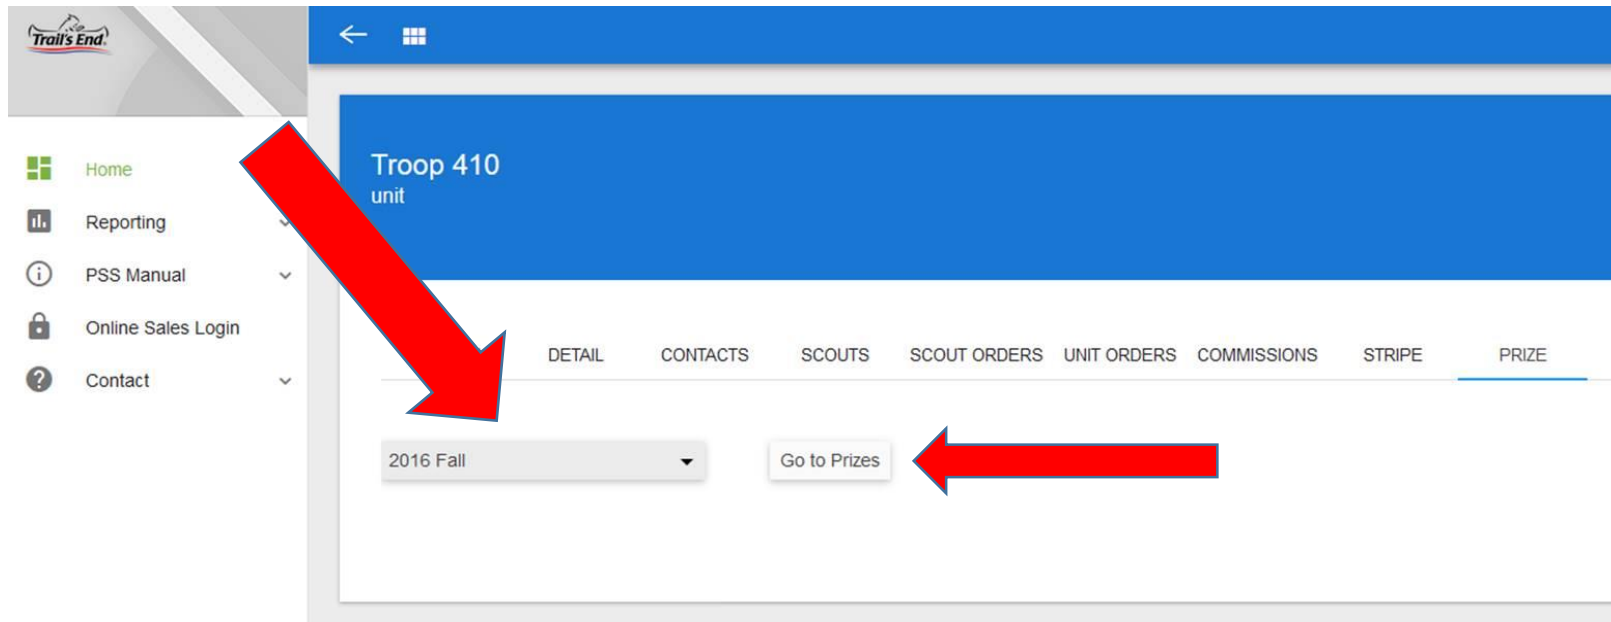 Trail's End.
Home
Reporting
PSS Manual
Online Sales Login
Contact
Troop 410
unit
DETAIL CONTACTS SCOUTS SCOUT ORDERS UNIT ORDERS COMMISSIONS STRIPE PRIZE
2016 Fall Go to Prizes